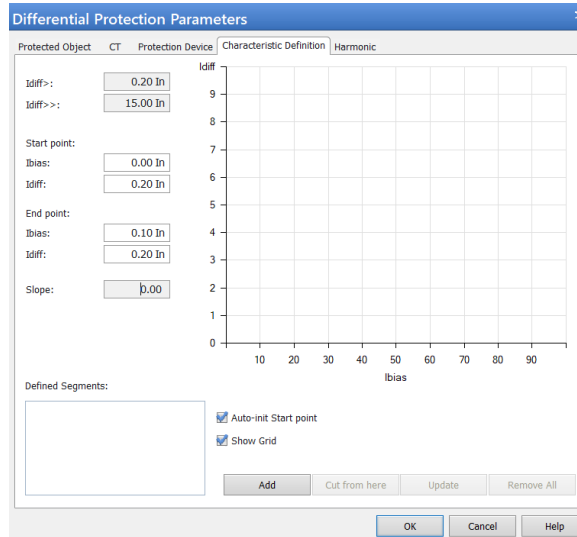 Differential Protection Parameters
Protected Object CT Protection Device Characteristic Definition Harmonic
Idiff>: 0.20 In
Idiff>>: 15.00 In
Start point:
Ibias: 0.00 In
Idiff: 0.20 In
End point:
Ibias: 0.10 In
Idiff: 0.20 In
Slope: 0.00
Idiff
9
8
7
6
5
4
3
2
1
0
10 20 30 40 50 60 70 80 90
Ibias
Defined Segments:
Auto-init Start point
Show Grid
Add Cut from here Update Remove All
OK Cancel Help